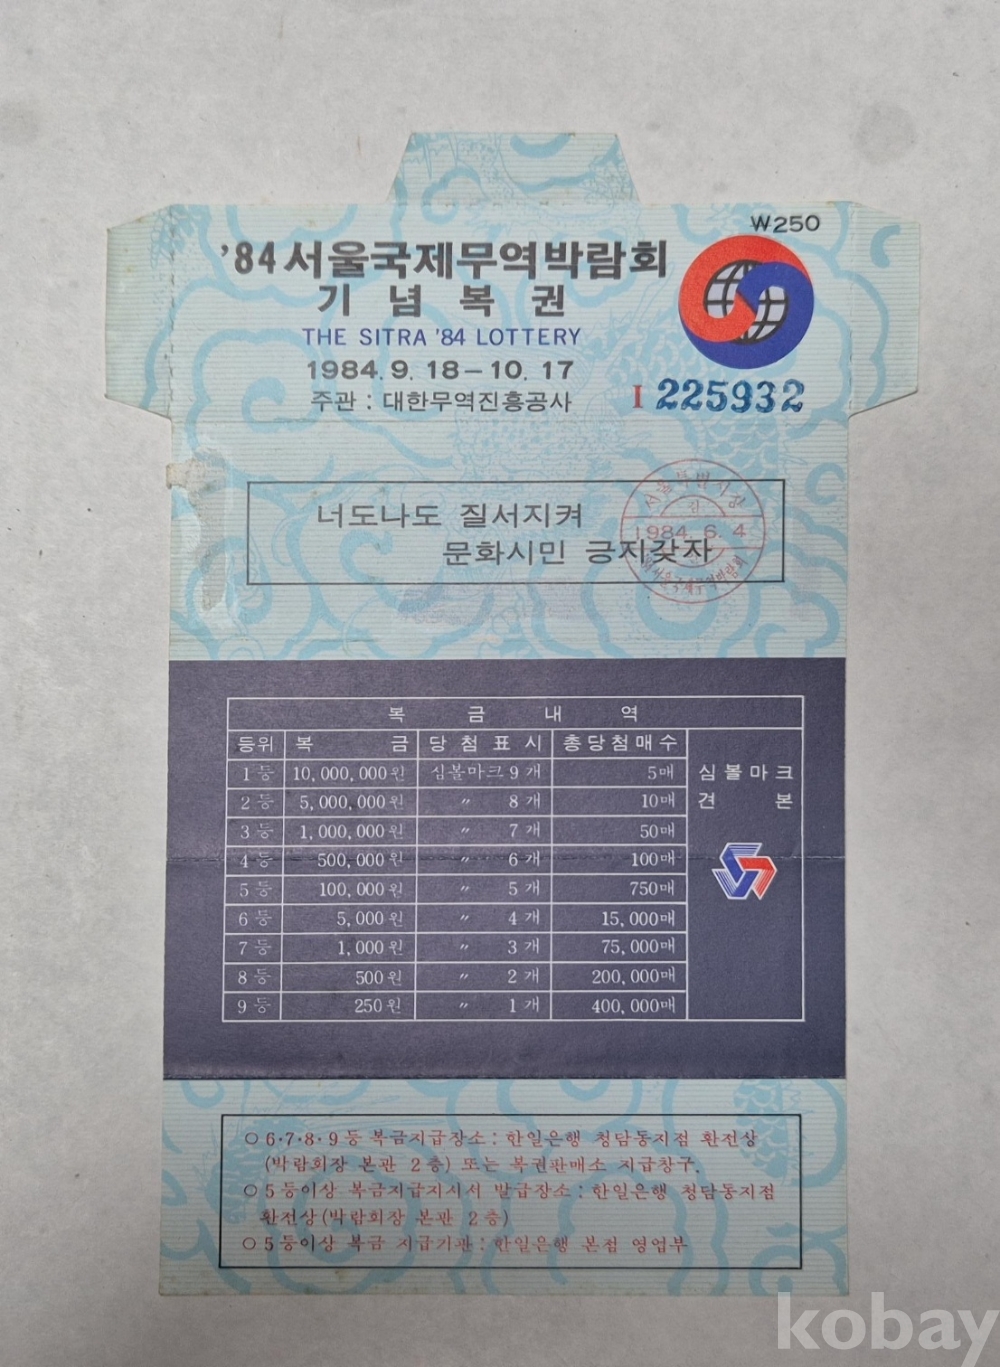 ₩250
'84 서울국제무역박람회
기념복권
THE SITRA '84 LOTTERY
1984. 9. 18－10. 17
주관 : 대한무역진흥공사
I 225932
너도나도 질서지켜
문화시민 긍지갖자
서울특별시장
1984. 6. 4
서울국제무역박람회
복 금 내 역
등위 복 금 당 첨 표 시 총당첨매수
1 등 10,000,000원 심볼마크 9 개 5매
2 등 5,000,000원 〃 8 개 10매
3 등 1,000,000원 〃 7 개 50매
4 등 500,000원 〃 6 개 100매
5 등 100,000원 〃 5 개 750매
6 등 5,000원 〃 4 개 15,000매
7 등 1,000원 〃 3 개 75,000매
8 등 500원 〃 2 개 200,000매
9 등 250원 〃 1 개 400,000매
심볼마크
견 본
○ 6·7·8·9등 복금지급장소 : 한일은행 청담동지점 환전상
(박람회장 본관 2층) 또는 복권판매소 지급창구.
○ 5등이상 복금지급지시서 발급장소 : 한일은행 청담동지점
환전상(박람회장 본관 2층)
○ 5등이상 복금 지급기관 : 한일은행 본점 영업부
kobay